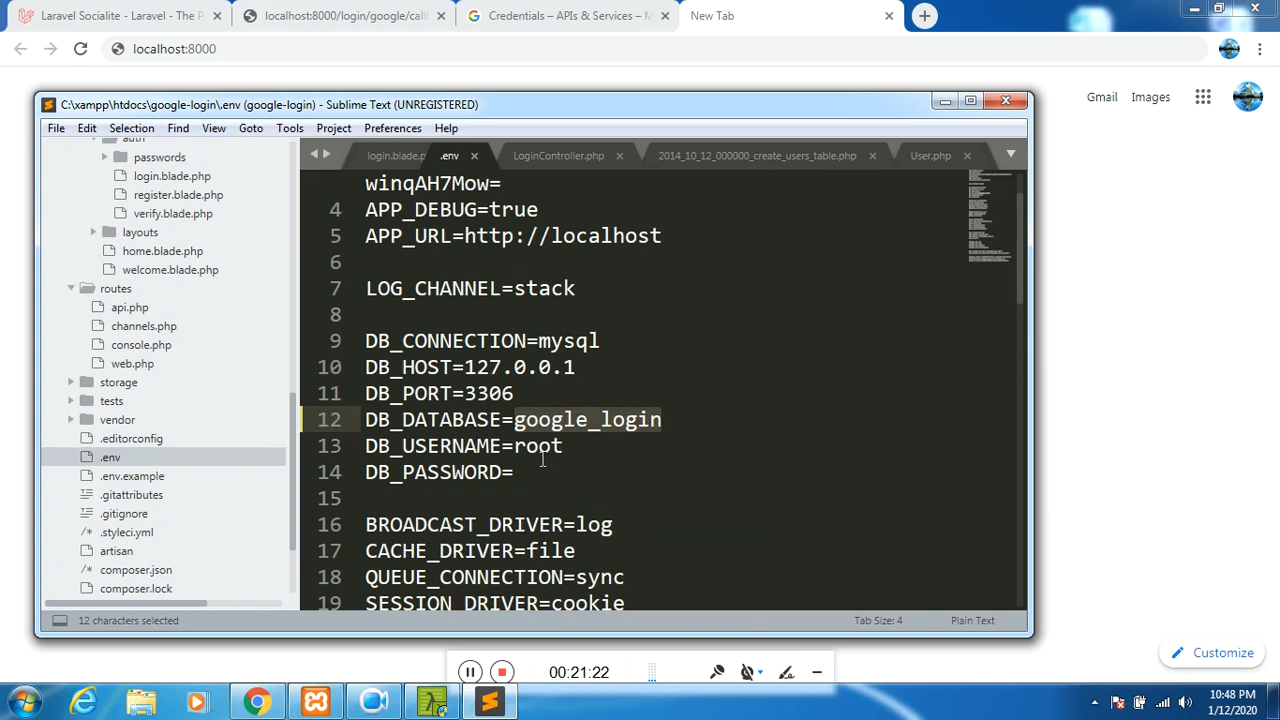 Laravel Socialite - Laravel - The P
localhost:8000/login/google/call
Credentials – APIs & Services – M
New Tab
localhost:8000
Gmail
Images
C:\xampp\htdocs\google-login\.env (google-login) - Sublime Text (UNREGISTERED)
File Edit Selection Find View Goto Tools Project Preferences Help
auth
passwords
login.blade.php
register.blade.php
verify.blade.php
layouts
home.blade.php
welcome.blade.php
routes
api.php
channels.php
console.php
web.php
storage
tests
vendor
.editorconfig
.env
.env.example
.gitattributes
.gitignore
.styleci.yml
artisan
composer.json
composer.lock
login.blade.p
.env
LoginController.php
2014_10_12_000000_create_users_table.php
User.php
winqAH7Mow=
4 APP_DEBUG=true
5 APP_URL=http://localhost
6
7 LOG_CHANNEL=stack
8
9 DB_CONNECTION=mysql
10 DB_HOST=127.0.0.1
11 DB_PORT=3306
12 DB_DATABASE=google_login
13 DB_USERNAME=root
14 DB_PASSWORD=
15
16 BROADCAST_DRIVER=log
17 CACHE_DRIVER=file
18 QUEUE_CONNECTION=sync
19 SESSION_DRIVER=cookie
12 characters selected
Tab Size: 4
Plain Text
Customize
00:21:22
10:48 PM
1/12/2020